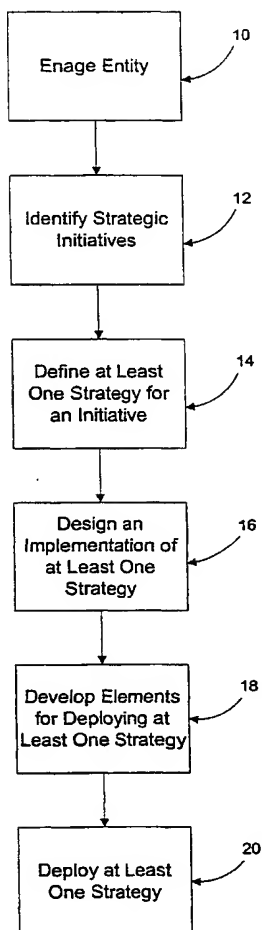 Enage Entity
10
Identify Strategic
Initiatives
12
Define at Least
One Strategy for
an Initiative
14
Design an
Implementation of
at Least One
Strategy
16
Develop Elements
for Deploying at
Least One Strategy
18
Deploy at Least
One Strategy
20